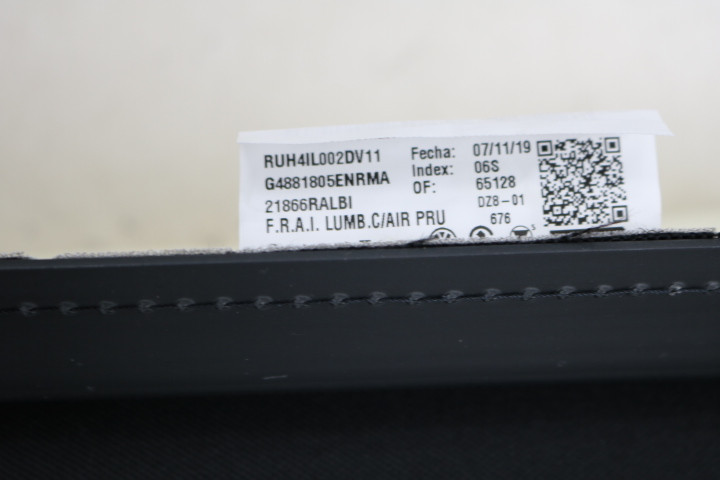 RUH4IL002DV11 Fecha: 07/11/19
G4881805ENRMA Index: 06S
21866RALBI OF: 65128
F.R.A.I. LUMB.C/AIR PRU DZ8-01
676